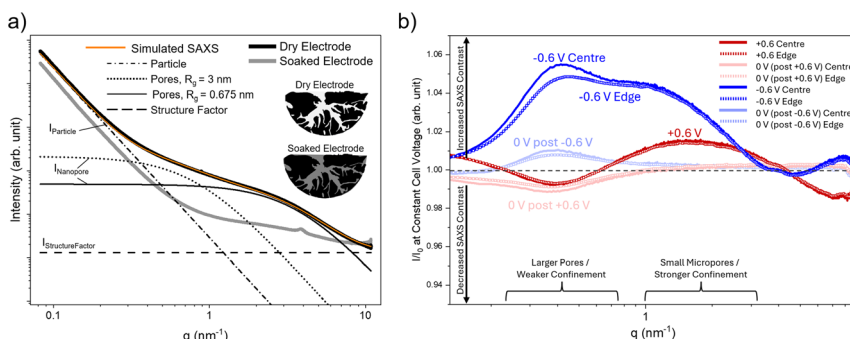 a)
Simulated SAXS
Particle
Pores, Rg = 3 nm
Pores, Rg = 0.675 nm
Structure Factor
Dry Electrode
Soaked Electrode
Dry Electrode
Soaked Electrode
IParticle
INanopore
IStructureFactor
Intensity (arb. unit)
0.1
1
10
q (nm-1)
b)
I/I0 at Constant Cell Voltage (arb. unit)
1.06
1.04
1.02
1.00
0.98
0.96
0.94
Increased SAXS Contrast
Decreased SAXS Contrast
-0.6 V Centre
-0.6 V Edge
+0.6 V
0 V post -0.6 V
0V post +0.6 V
+0.6 Centre
+0.6 Edge
0 V (post +0.6 V) Centre
0 V (post +0.6 V) Edge
-0.6 V Centre
-0.6 V Edge
0 V (post -0.6 V) Centre
0 V (post -0.6 V) Edge
Larger Pores /
Weaker Confinement
Small Micropores /
Stronger Confinement
1
q (nm-1)